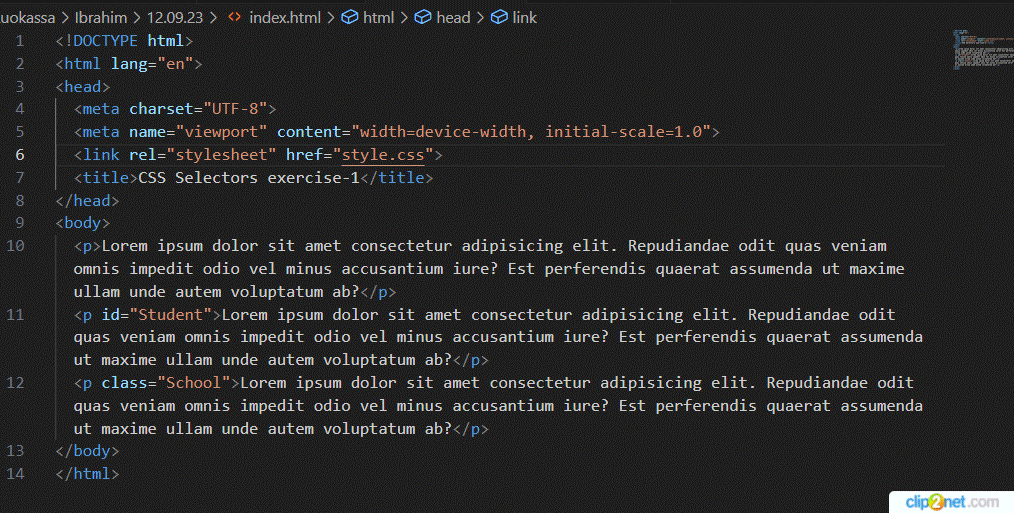 uokassa > Ibrahim > 12.09.23 > <> index.html > html > head > link
1 <!DOCTYPE html>
2 <html lang="en">
3 <head>
4 <meta charset="UTF-8">
5 <meta name="viewport" content="width=device-width, initial-scale=1.0">
6 <link rel="stylesheet" href="style.css">
7 <title>CSS Selectors exercise-1</title>
8 </head>
9 <body>
10 <p>Lorem ipsum dolor sit amet consectetur adipisicing elit. Repudiandae odit quas veniam
omnis impedit odio vel minus accusantium iure? Est perferendis quaerat assumenda ut maxime
ullam unde autem voluptatum ab?</p>
11 <p id="Student">Lorem ipsum dolor sit amet consectetur adipisicing elit. Repudiandae odit
quas veniam omnis impedit odio vel minus accusantium iure? Est perferendis quaerat assumenda
ut maxime ullam unde autem voluptatum ab?</p>
12 <p class="School">Lorem ipsum dolor sit amet consectetur adipisicing elit. Repudiandae odit
quas veniam omnis impedit odio vel minus accusantium iure? Est perferendis quaerat assumenda
ut maxime ullam unde autem voluptatum ab?</p>
13 </body>
14 </html>
clip2net.com